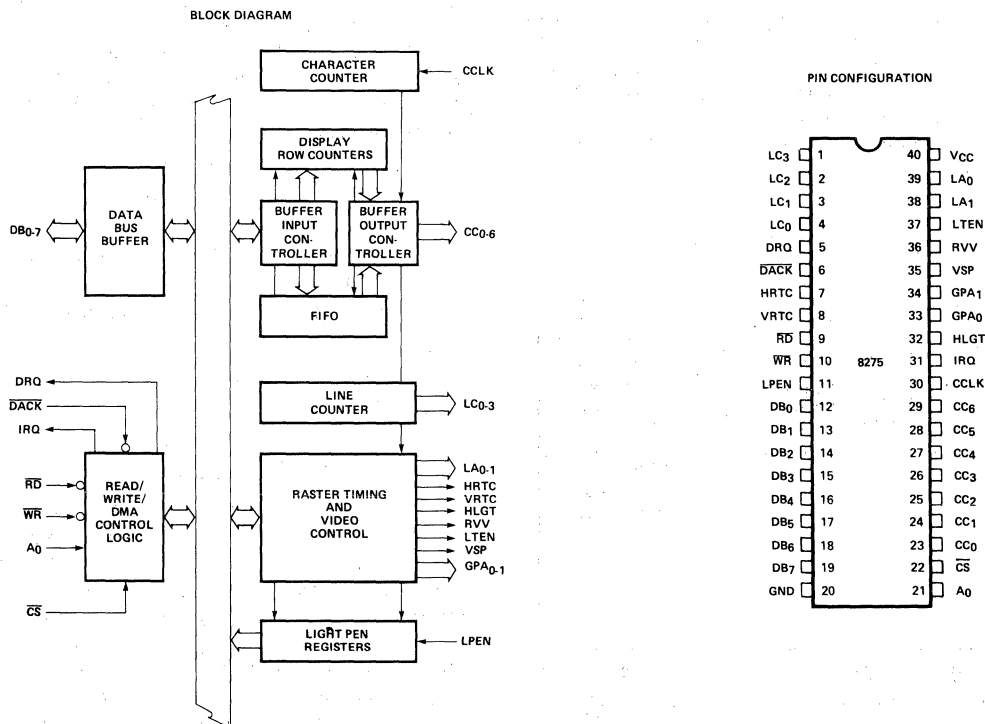 BLOCK DIAGRAM
CHARACTER
COUNTER
CCLK
DISPLAY
ROW COUNTERS
DATA
BUS
BUFFER
DB0-7
BUFFER
INPUT
CON-
TROLLER
BUFFER
OUTPUT
CON-
TROLLER
CC0-6
FIFO
LINE
COUNTER
LC0-3
DRQ
DACK
IRQ
RD
WR
A0
CS
READ/
WRITE/
DMA
CONTROL
LOGIC
RASTER TIMING
AND
VIDEO
CONTROL
LA0-1
HRTC
VRTC
HLGT
RVV
LTEN
VSP
GPA0-1
LIGHT PEN
REGISTERS
LPEN
PIN CONFIGURATION
LC3 1 40 VCC
LC2 2 39 LA0
LC1 3 38 LA1
LC0 4 37 LTEN
DRQ 5 36 RVV
DACK 6 35 VSP
HRTC 7 34 GPA1
VRTC 8 33 GPA0
RD 9 32 HLGT
WR 10 8275 31 IRQ
LPEN 11 30 CCLK
DB0 12 29 CC6
DB1 13 28 CC5
DB2 14 27 CC4
DB3 15 26 CC3
DB4 16 25 CC2
DB5 17 24 CC1
DB6 18 23 CC0
DB7 19 22 CS
GND 20 21 A0